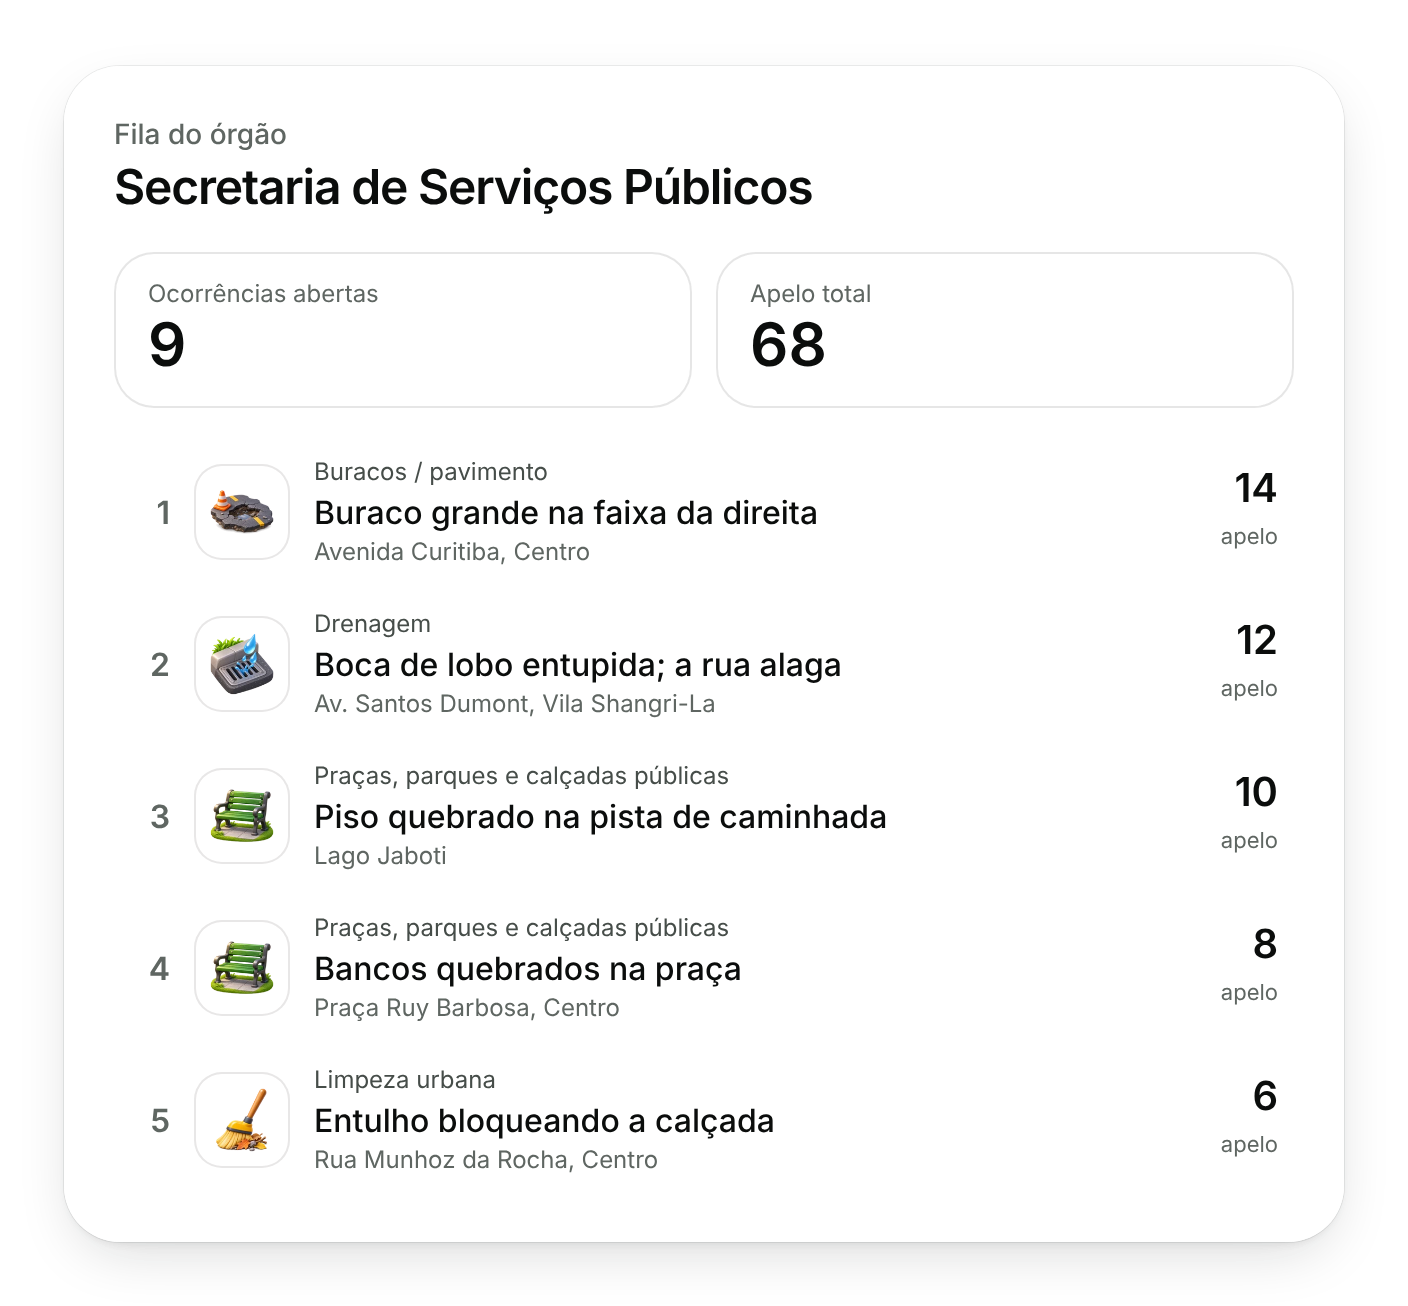 Fila do órgão
Secretaria de Serviços Públicos
Ocorrências abertas
9
Apelo total
68
1
Buracos / pavimento
Buraco grande na faixa da direita
Avenida Curitiba, Centro
14
apelo
2
Drenagem
Boca de lobo entupida; a rua alaga
Av. Santos Dumont, Vila Shangri-La
12
apelo
3
Praças, parques e calçadas públicas
Piso quebrado na pista de caminhada
Lago Jaboti
10
apelo
4
Praças, parques e calçadas públicas
Bancos quebrados na praça
Praça Ruy Barbosa, Centro
8
apelo
5
Limpeza urbana
Entulho bloqueando a calçada
Rua Munhoz da Rocha, Centro
6
apelo